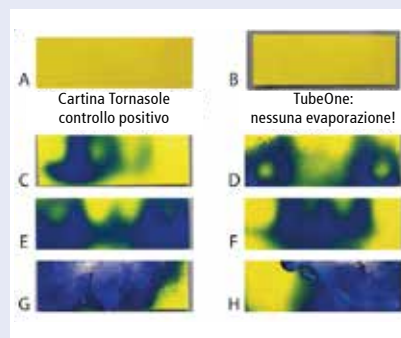 A
B
Cartina Tornasole
controllo positivo
TubeOne:
nessuna evaporazione!
C
D
E
F
G
H